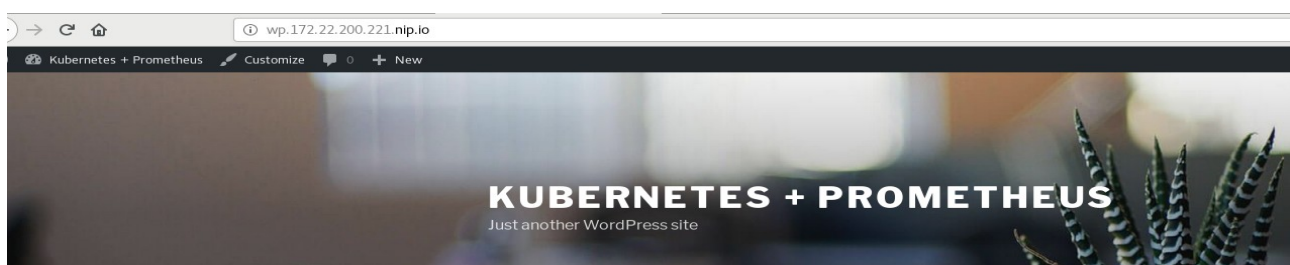 wp.172.22.200.221.nip.io
Kubernetes + Prometheus Customize 0 + New
KUBERNETES + PROMETHEUS
Just another WordPress site